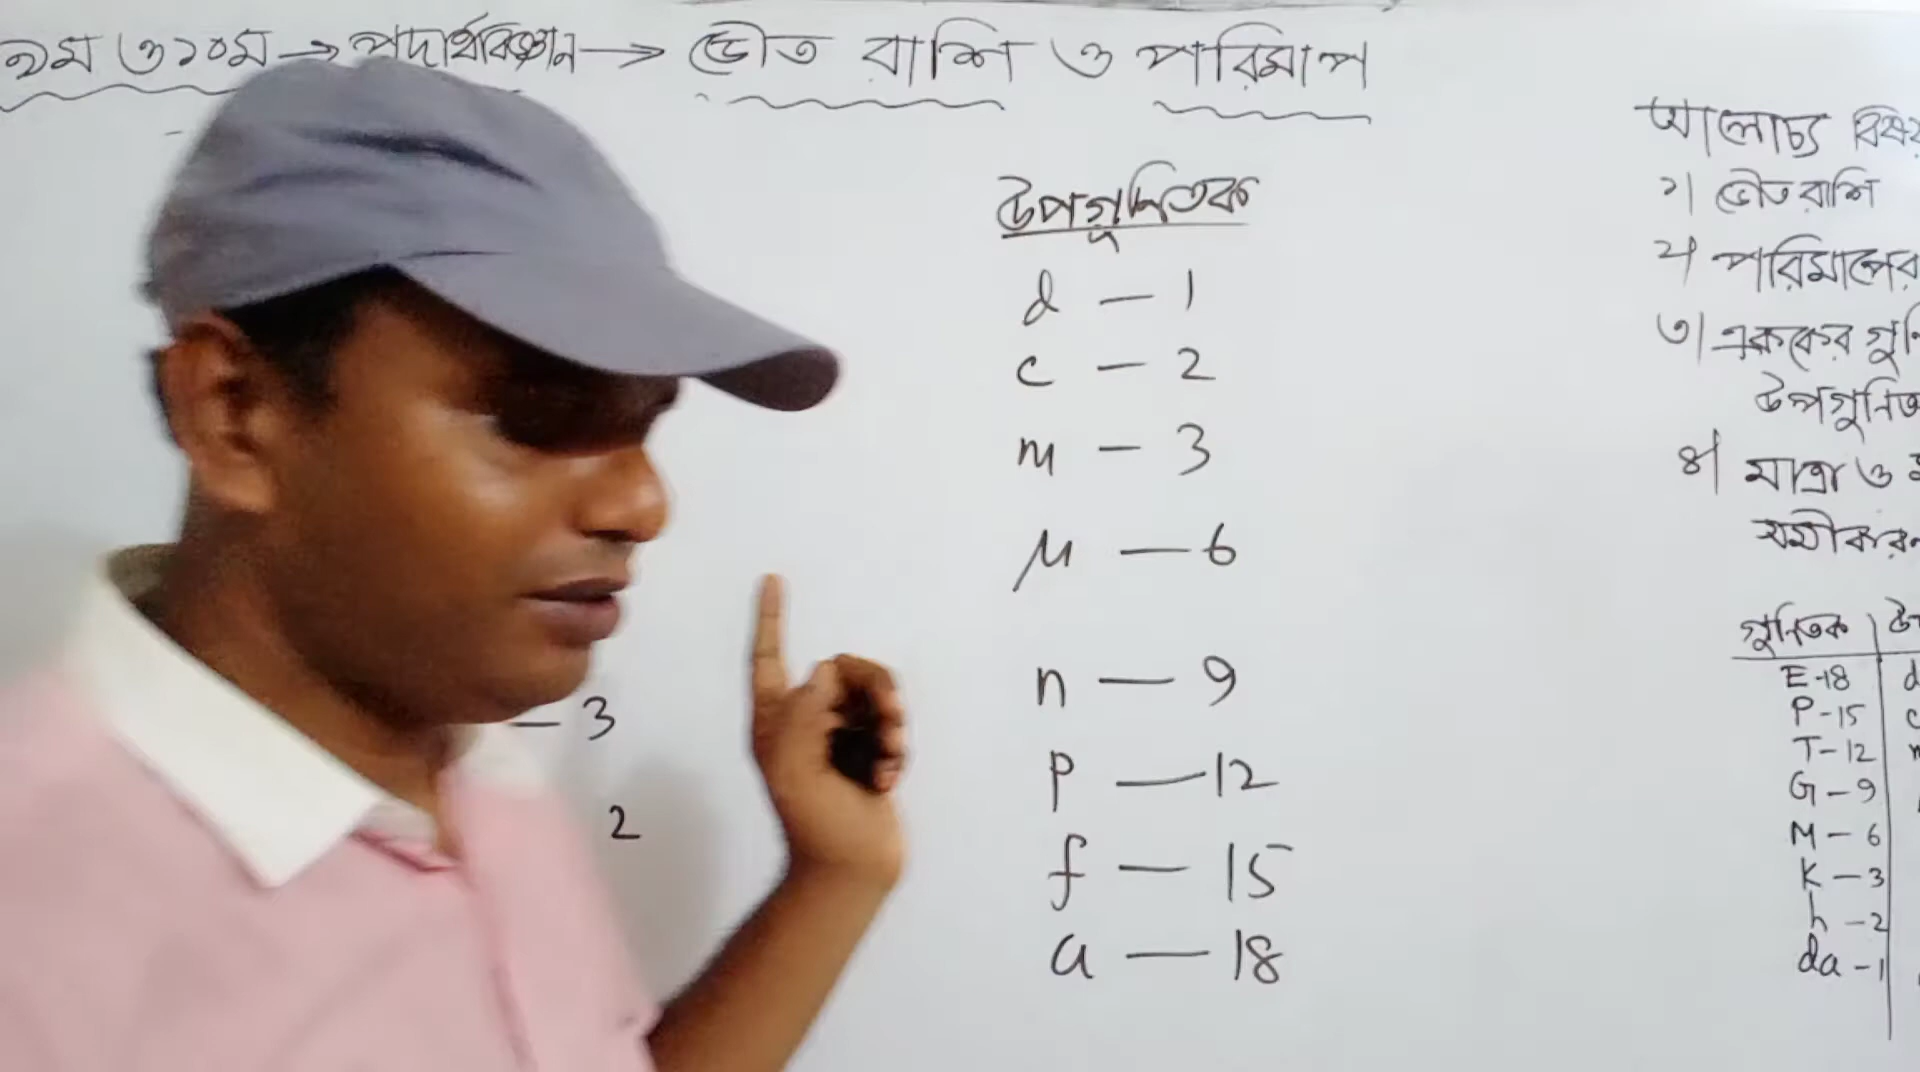 ৯ম ও ১০ম → পদার্থবিজ্ঞান → ভৌত রাশি ও পরিমাপ
উপগুণিতক
d — 1
c — 2
m — 3
μ — 6
n — 9
p — 12
f — 15
a — 18
— 3
2
আলোচ্য বিষয়
১। ভৌত রাশি
২। পরিমাপের
৩। এককের গুনি
উপগুনিত
৪। মাত্রা ও
সমীকরণ
গুনিতক | উ
E-18 | d
P-15 | c
T-12 | m
G-9
M-6
K-3
h-2
da-1